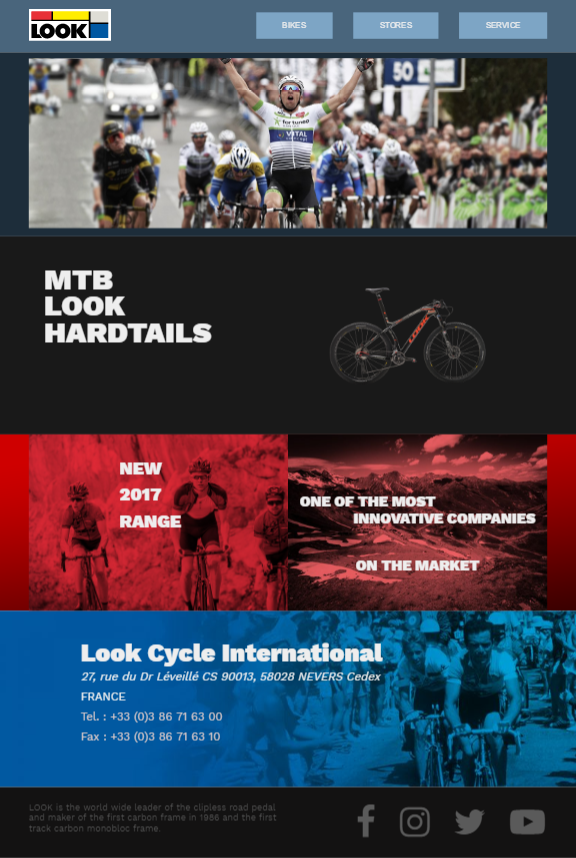 LOOK
BIKES
STORES
SERVICE
50
fortuneo
VITAL
MTB
LOOK
HARDTAILS
LOOK
NEW
2017
RANGE
ONE OF THE MOST
INNOVATIVE COMPANIES
ON THE MARKET
Look Cycle International
27, rue du Dr Léveillé CS 90013, 58028 NEVERS Cedex
FRANCE
Tel. : +33 (0)3 86 71 63 00
Fax : +33 (0)3 86 71 63 10
LOOK is the world wide leader of the clipless road pedal
and maker of the first carbon frame in 1986 and the first
track carbon monobloc frame.